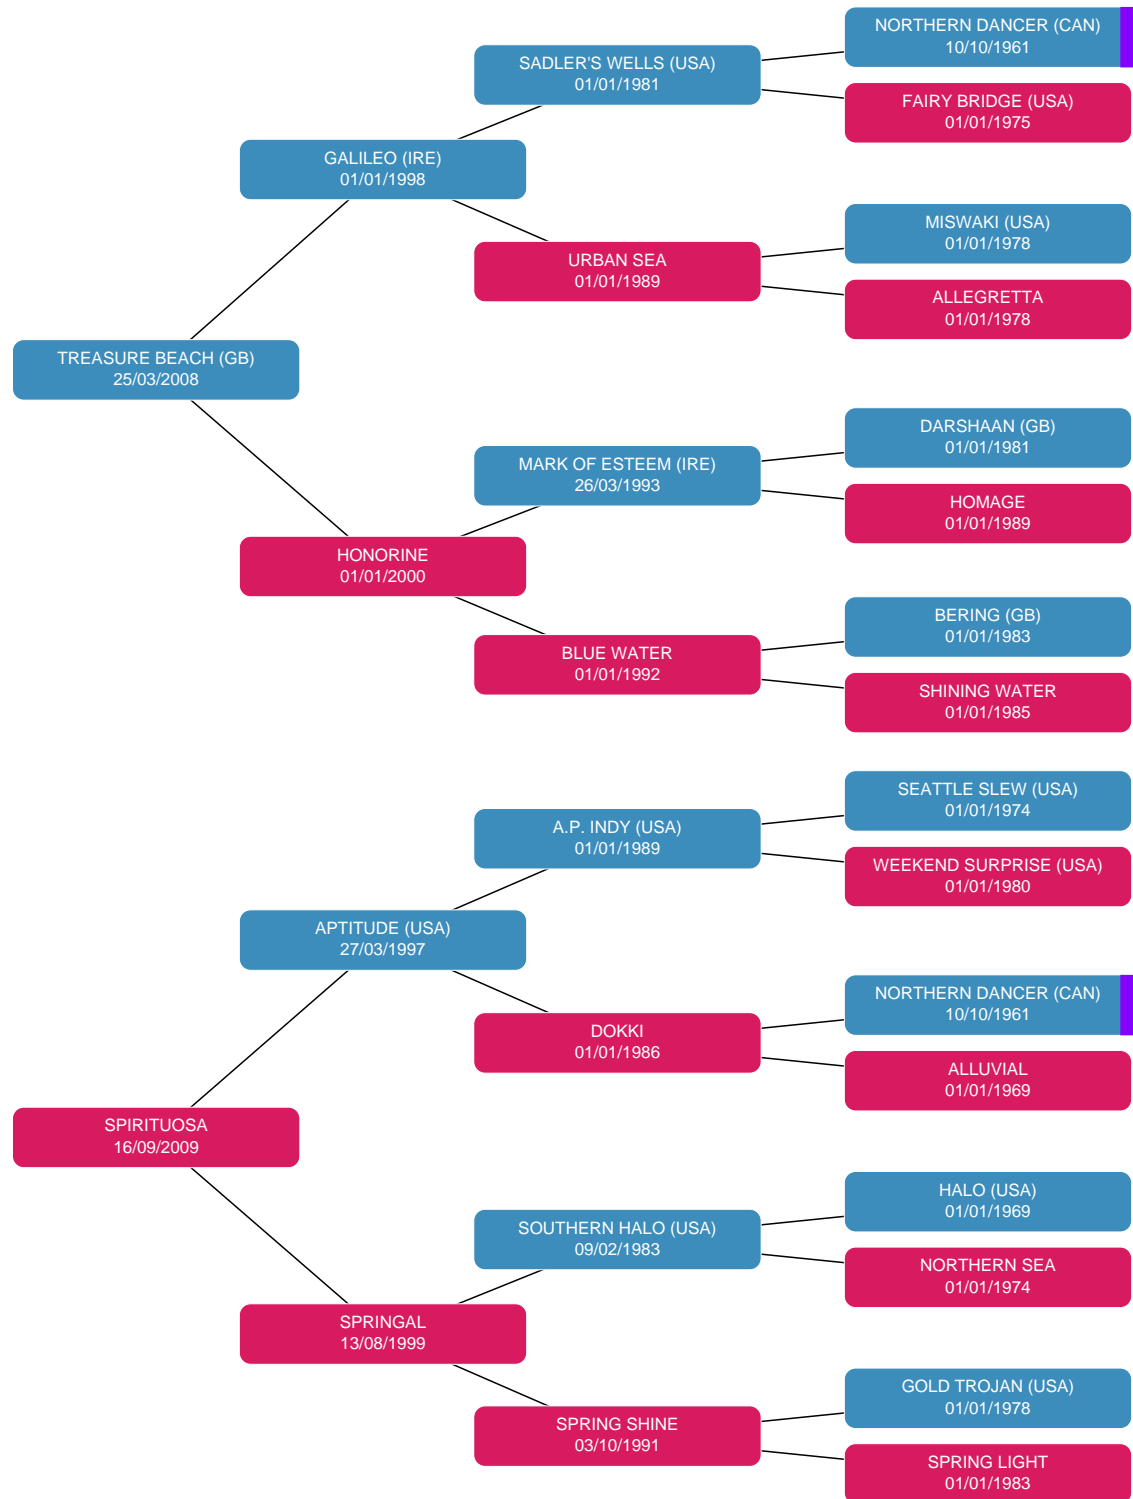 NORTHERN DANCER (CAN)
10/10/1961
SADLER'S WELLS (USA)
01/01/1981
FAIRY BRIDGE (USA)
01/01/1975
GALILEO (IRE)
01/01/1998
MISWAKI (USA)
01/01/1978
URBAN SEA
01/01/1989
ALLEGRETTA
01/01/1978
TREASURE BEACH (GB)
25/03/2008
DARSHAAN (GB)
01/01/1981
MARK OF ESTEEM (IRE)
26/03/1993
HOMAGE
01/01/1989
HONORINE
01/01/2000
BERING (GB)
01/01/1983
BLUE WATER
01/01/1992
SHINING WATER
01/01/1985
SEATTLE SLEW (USA)
01/01/1974
A.P. INDY (USA)
01/01/1989
WEEKEND SURPRISE (USA)
01/01/1980
APTITUDE (USA)
27/03/1997
NORTHERN DANCER (CAN)
10/10/1961
DOKKI
01/01/1986
ALLUVIAL
01/01/1969
SPIRITUOSA
16/09/2009
HALO (USA)
01/01/1969
SOUTHERN HALO (USA)
09/02/1983
NORTHERN SEA
01/01/1974
SPRINGAL
13/08/1999
GOLD TROJAN (USA)
01/01/1978
SPRING SHINE
03/10/1991
SPRING LIGHT
01/01/1983